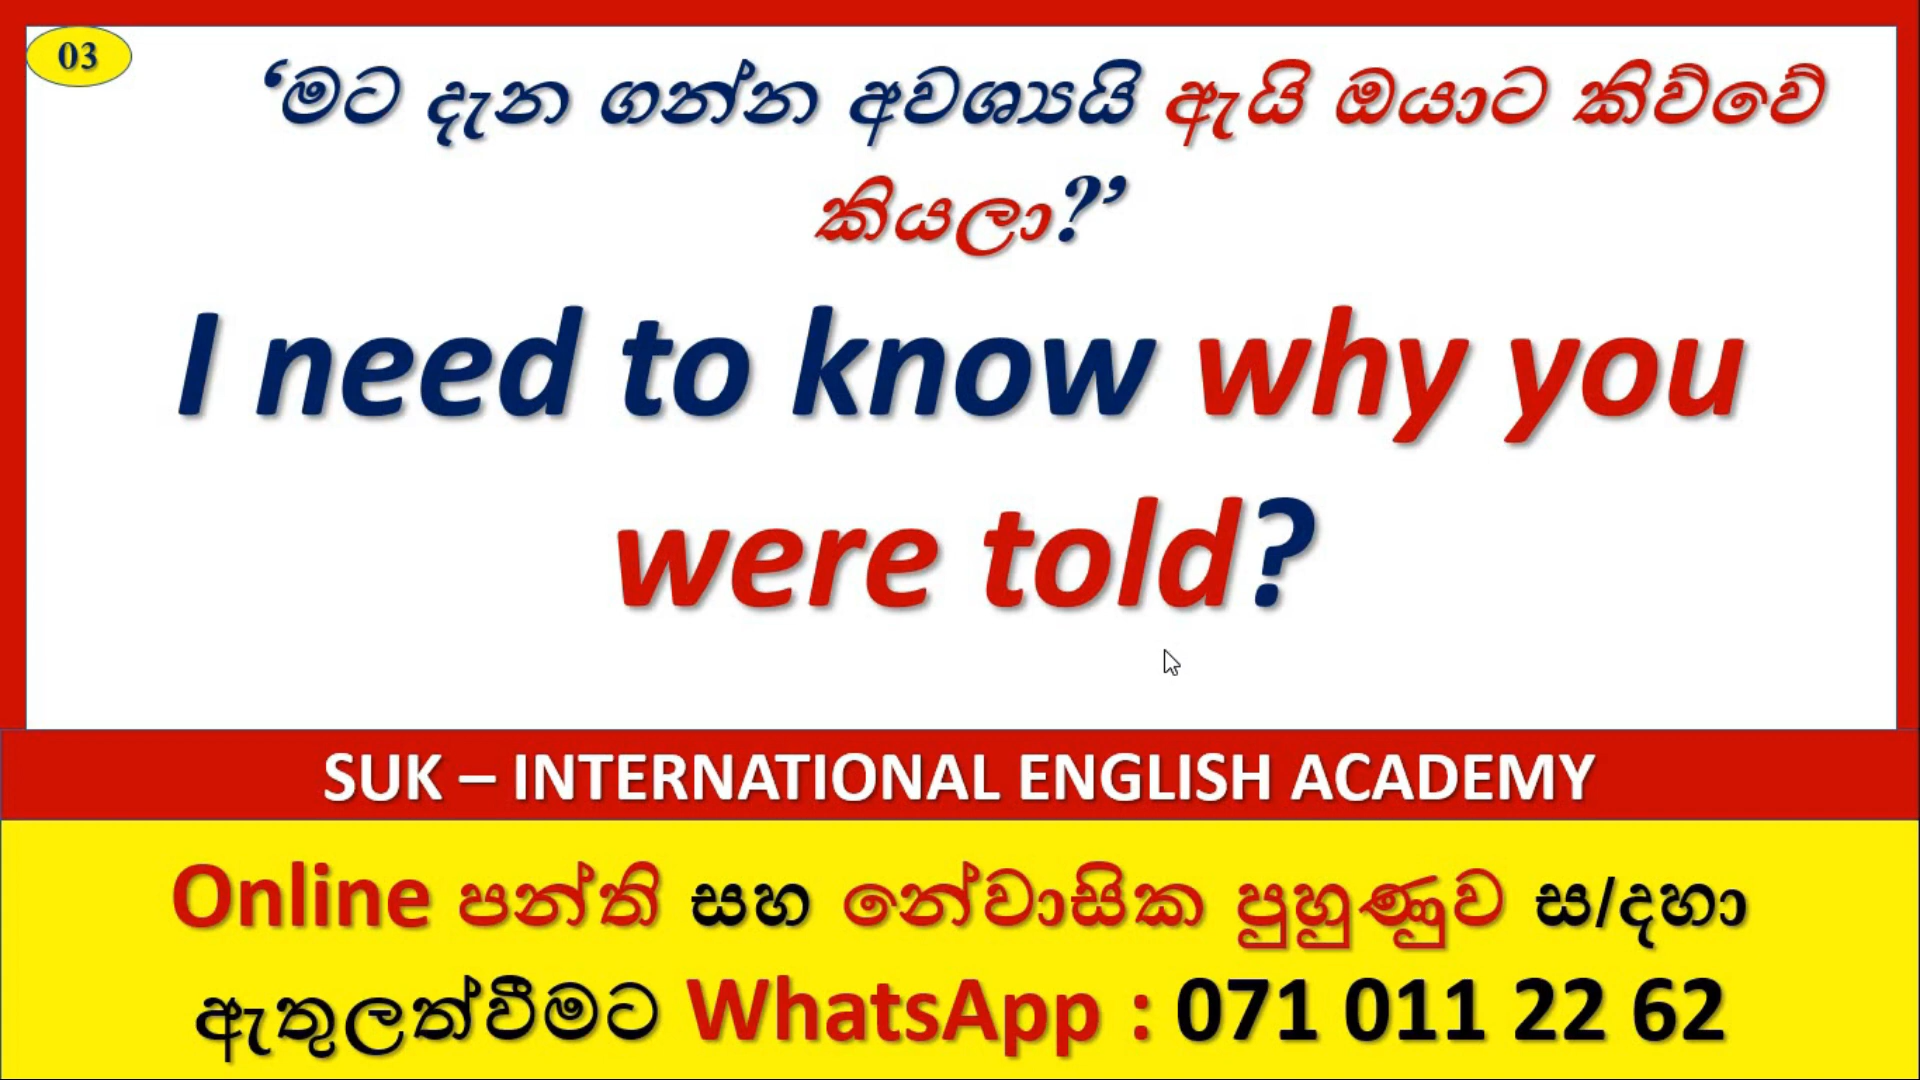 03
‘මට දැන ගන්න අවශ්‍යයි ඇයි ඔයාට කිව්වේ
කියලා?’
I need to know why you
were told?
SUK – INTERNATIONAL ENGLISH ACADEMY
Online පන්ති සහ නේවාසික පුහුණුව ස/දහා
ඇතුලත්වීමට WhatsApp : 071 011 22 62